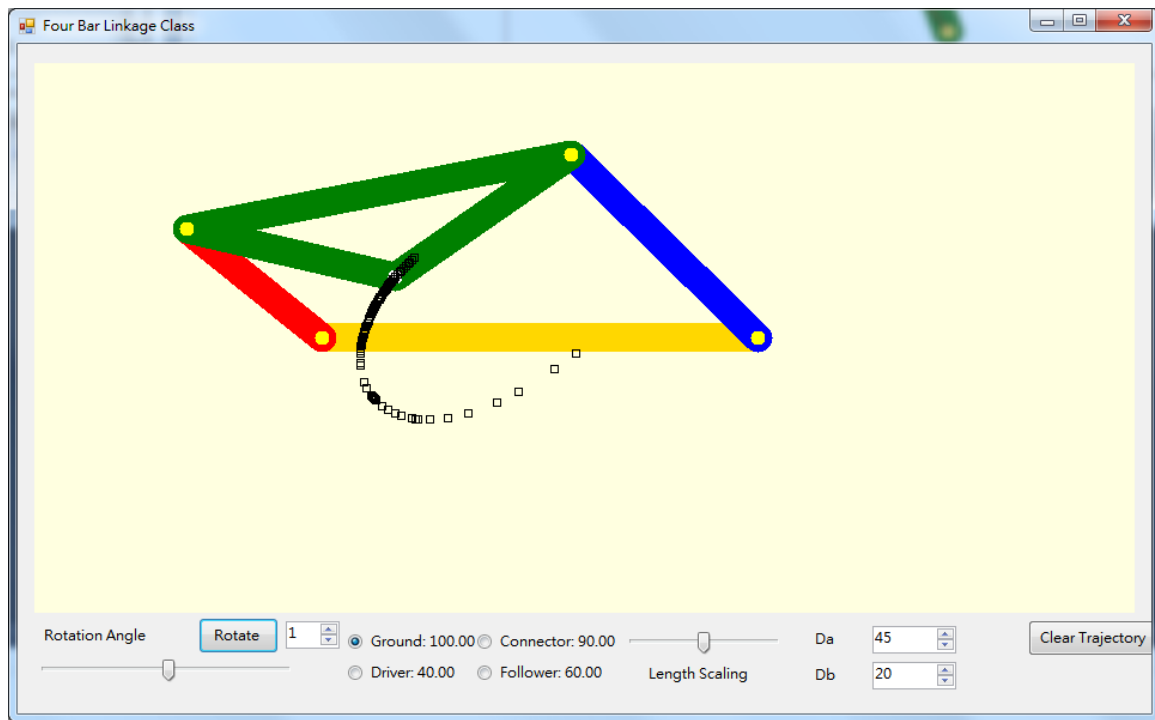 Four Bar Linkage Class
Rotation Angle
Rotate
1
Ground: 100.00
Connector: 90.00
Driver: 40.00
Follower: 60.00
Length Scaling
Da
45
Db
20
Clear Trajectory